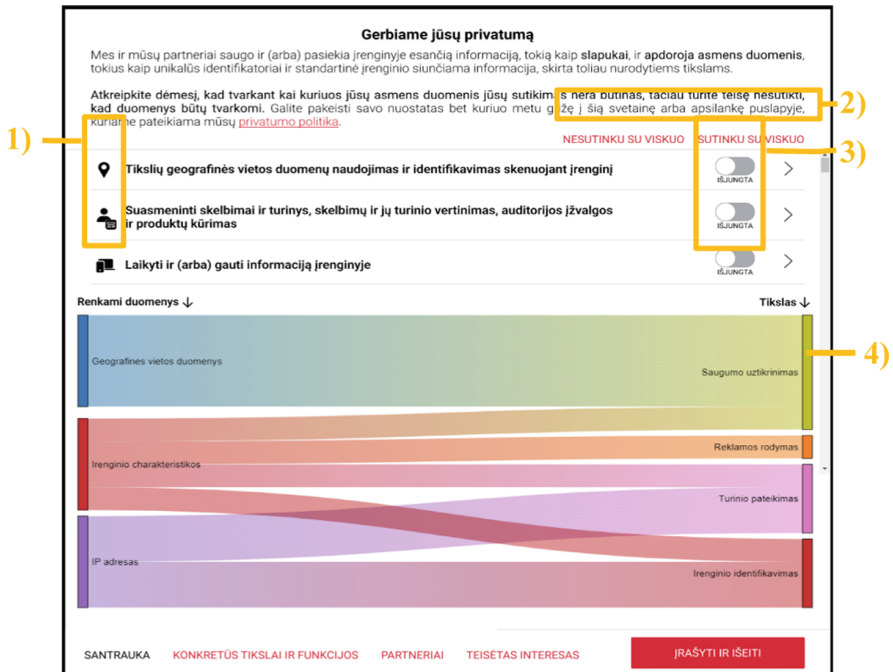 Gerbiame jūsų privatumą
Mes ir mūsų partneriai saugo ir (arba) pasiekia įrenginyje esančią informaciją, tokią kaip slapukai, ir apdoroja asmens duomenis,
tokius kaip unikalūs identifikatoriai ir standartinė įrenginio siunčiama informacija, skirta toliau nurodytiems tikslams.
Atkreipkite dėmesį, kad tvarkant kai kuriuos jūsų asmens duomenis jūsų sutikimas nėra būtinas, tačiau turite teisę nesutikti,
kad duomenys būtų tvarkomi. Galite pakeisti savo nuostatas bet kuriuo metu grįžę į šią svetainę arba apsilankę puslapyje,
kuriame pateikiama mūsų privatumo politika.
2)
1)
NESUTINKU SU VISKUO SUTINKU SU VISKUO
3)
Tikslių geografinės vietos duomenų naudojimas ir identifikavimas skenuojant įrenginį
IŠJUNGTA
Suasmeninti skelbimai ir turinys, skelbimų ir jų turinio vertinimas, auditorijos įžvalgos
ir produktų kūrimas
IŠJUNGTA
Laikyti ir (arba) gauti informaciją įrenginyje
IŠJUNGTA
Renkami duomenys ↓ Tikslas ↓
4)
Geografines vietos duomenys
Saugumo uztikrinimas
Reklamos rodymas
Irenginio charakteristikos
Turinio pateikimas
IP adresas
Irenginio identifikavimas
SANTRAUKA KONKRETŪS TIKSLAI IR FUNKCIJOS PARTNERIAI TEISĖTAS INTERESAS ĮRAŠYTI IR IŠEITI